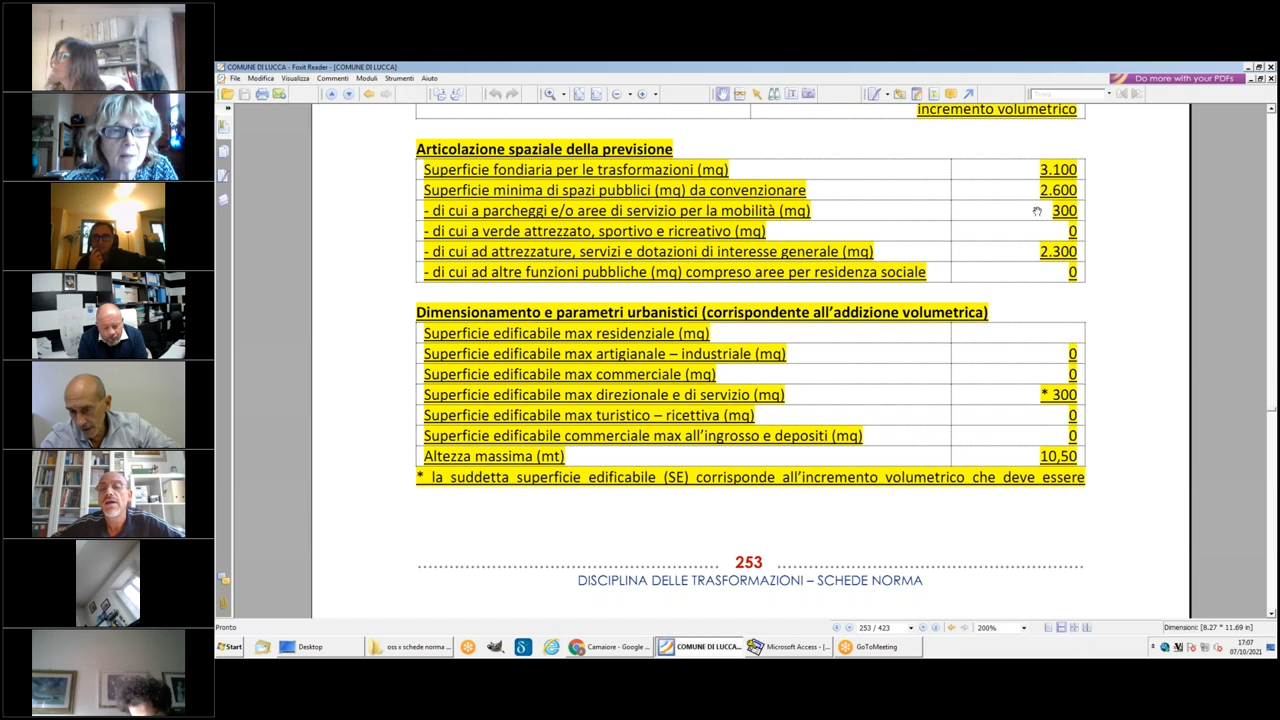 COMUNE DI LUCCA - Foxit Reader - [COMUNE DI LUCCA]
File Modifica Visualizza Commenti Moduli Strumenti Aiuto
Do more with your PDFs
Trova
incremento volumetrico
Articolazione spaziale della previsione
Superficie fondiaria per le trasformazioni (mq) 3.100
Superficie minima di spazi pubblici (mq) da convenzionare 2.600
- di cui a parcheggi e/o aree di servizio per la mobilità (mq) 300
- di cui a verde attrezzato, sportivo e ricreativo (mq) 0
- di cui ad attrezzature, servizi e dotazioni di interesse generale (mq) 2.300
- di cui ad altre funzioni pubbliche (mq) compreso aree per residenza sociale 0
Dimensionamento e parametri urbanistici (corrispondente all’addizione volumetrica)
Superficie edificabile max residenziale (mq)
Superficie edificabile max artigianale – industriale (mq) 0
Superficie edificabile max commerciale (mq) 0
Superficie edificabile max direzionale e di servizio (mq) * 300
Superficie edificabile max turistico – ricettiva (mq) 0
Superficie edificabile commerciale max all’ingrosso e depositi (mq) 0
Altezza massima (mt) 10,50
* la suddetta superficie edificabile (SE) corrisponde all’incremento volumetrico che deve essere
253
DISCIPLINA DELLE TRASFORMAZIONI – SCHEDE NORMA
Pronto 253 / 423 200% Dimensioni: [8.27 * 11.69 in]
Start Desktop oss x schede norma ... Camaiore - Google ... COMUNE DI LUCCA... Microsoft Access - [... GoToMeeting 17:07
07/10/2021